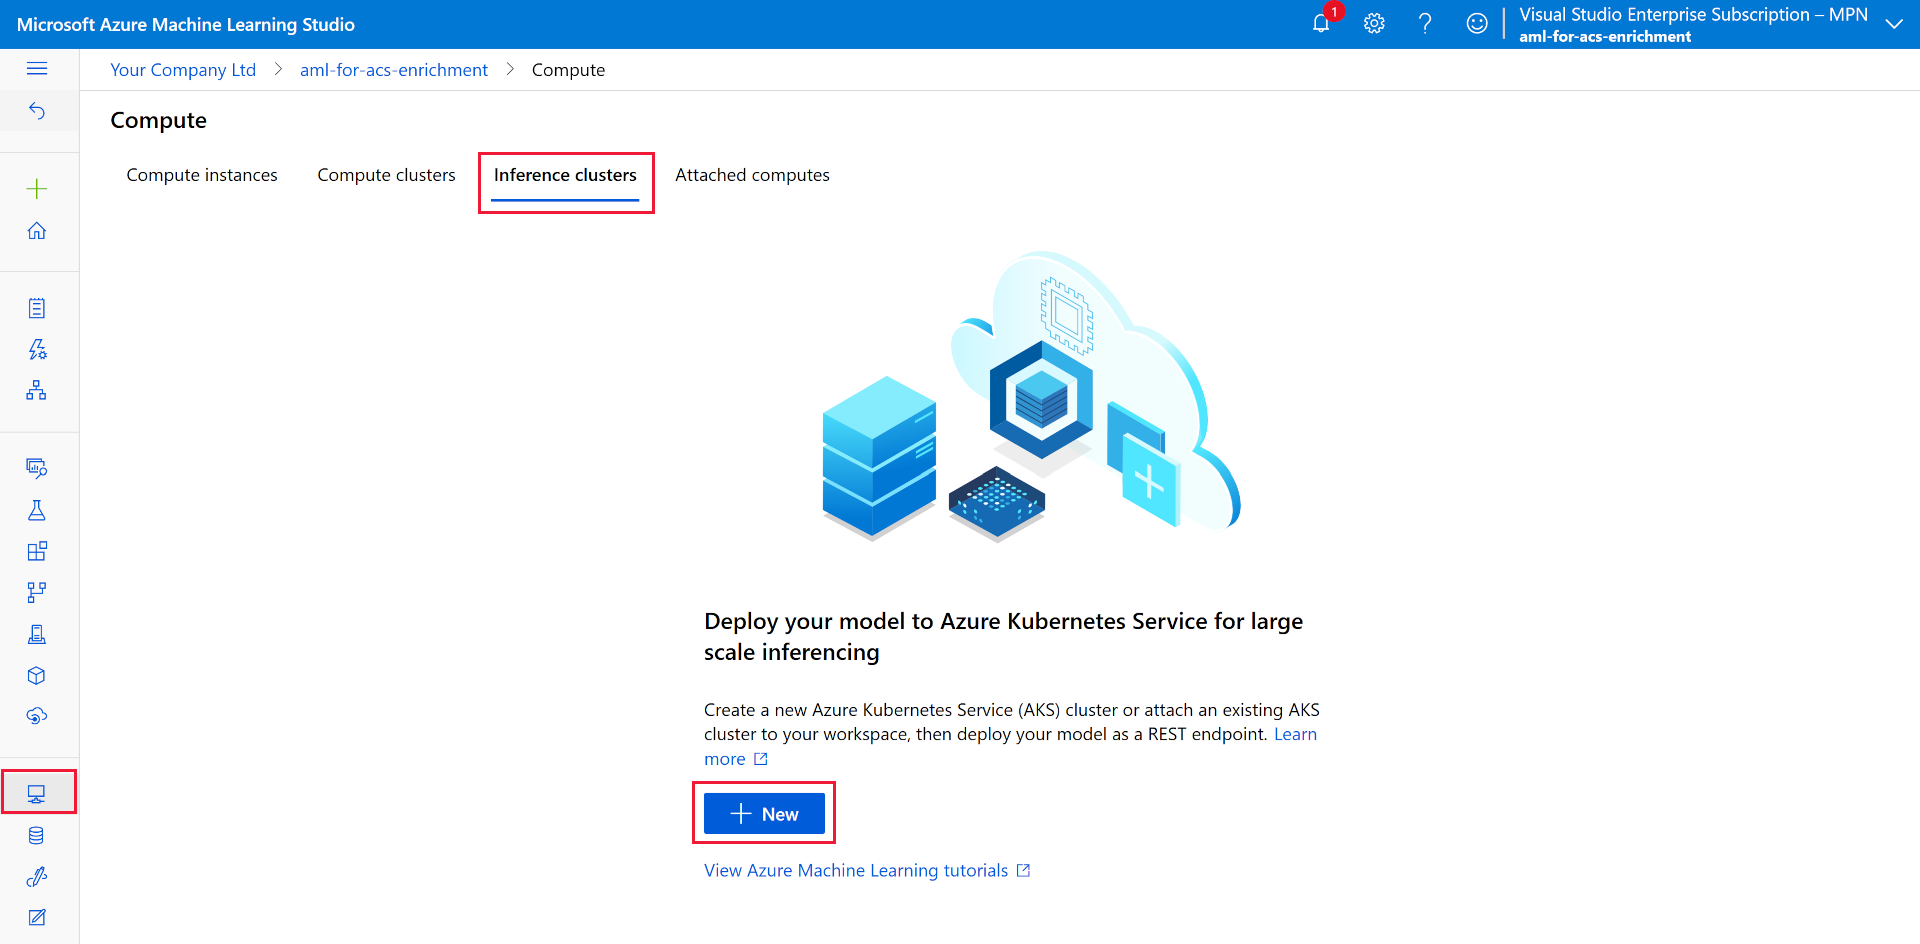 Microsoft Azure Machine Learning Studio
1
Visual Studio Enterprise Subscription – MPN
aml-for-acs-enrichment
Your Company Ltd > aml-for-acs-enrichment > Compute
Compute
Compute instances Compute clusters Inference clusters Attached computes
Deploy your model to Azure Kubernetes Service for large
scale inferencing
Create a new Azure Kubernetes Service (AKS) cluster or attach an existing AKS
cluster to your workspace, then deploy your model as a REST endpoint. Learn
more
New
View Azure Machine Learning tutorials